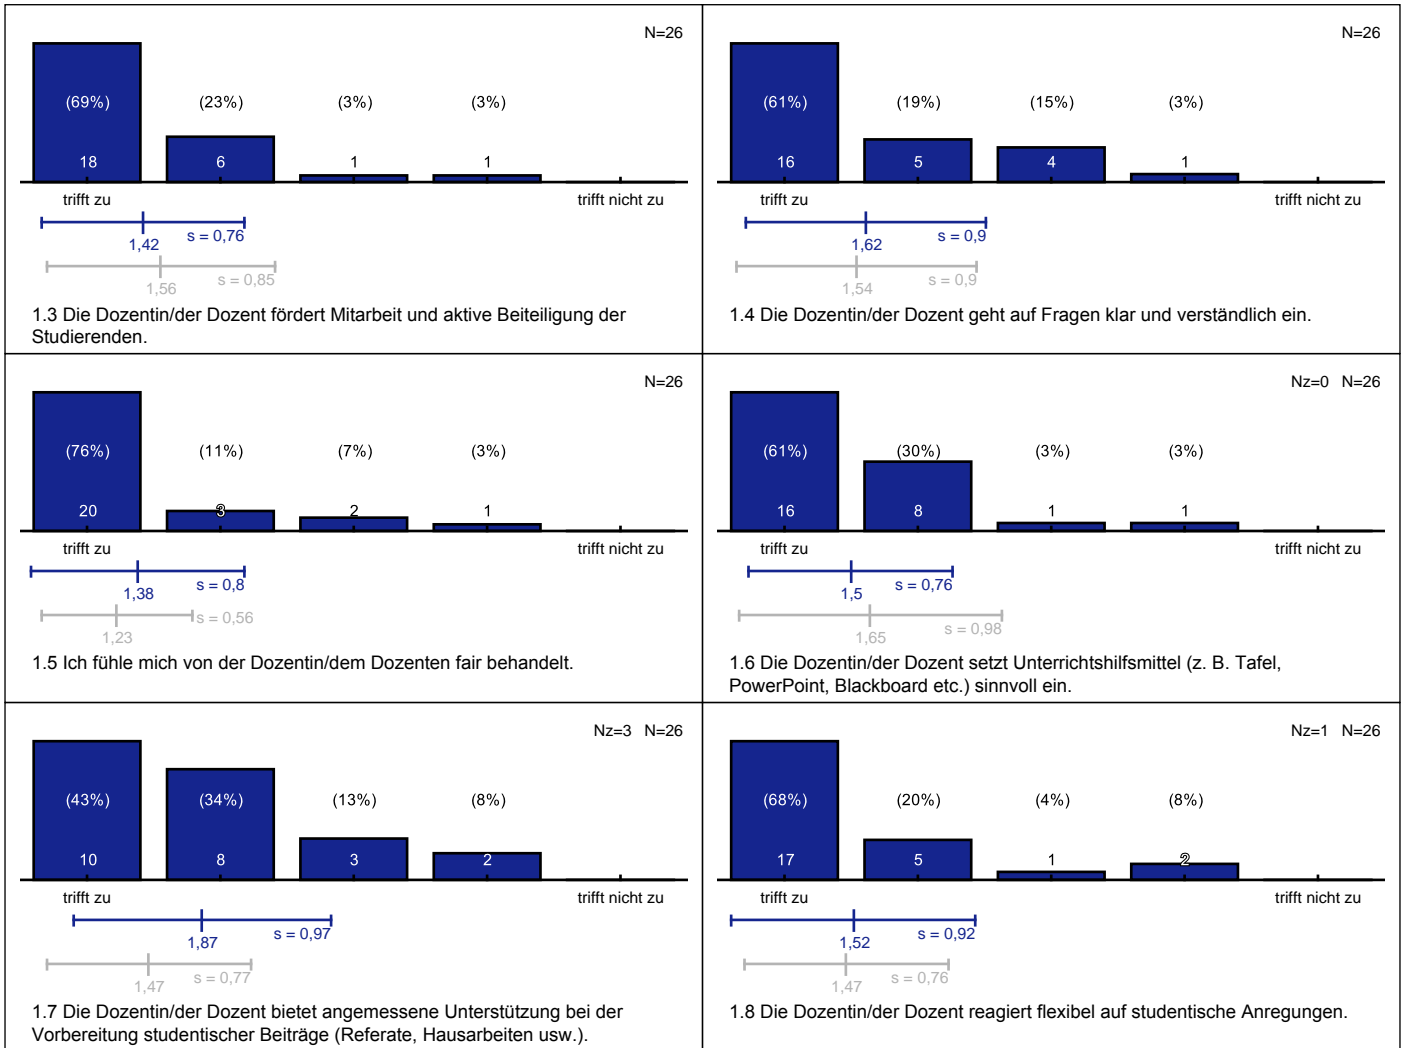 N=26
(69%) (23%) (3%) (3%)
18 6 1 1
trifft zu trifft nicht zu
1,42 s = 0,76
1,56 s = 0,85
1.3 Die Dozentin/der Dozent fördert Mitarbeit und aktive Beiteiligung der
Studierenden.
N=26
(61%) (19%) (15%) (3%)
16 5 4 1
trifft zu trifft nicht zu
1,62 s = 0,9
1,54 s = 0,9
1.4 Die Dozentin/der Dozent geht auf Fragen klar und verständlich ein.
N=26
(76%) (11%) (7%) (3%)
20 3 2 1
trifft zu trifft nicht zu
1,38 s = 0,8
1,23 s = 0,56
1.5 Ich fühle mich von der Dozentin/dem Dozenten fair behandelt.
Nz=0 N=26
(61%) (30%) (3%) (3%)
16 8 1 1
trifft zu trifft nicht zu
1,5 s = 0,76
1,65 s = 0,98
1.6 Die Dozentin/der Dozent setzt Unterrichtshilfsmittel (z. B. Tafel,
PowerPoint, Blackboard etc.) sinnvoll ein.
Nz=3 N=26
(43%) (34%) (13%) (8%)
10 8 3 2
trifft zu trifft nicht zu
1,87 s = 0,97
1,47 s = 0,77
1.7 Die Dozentin/der Dozent bietet angemessene Unterstützung bei der
Vorbereitung studentischer Beiträge (Referate, Hausarbeiten usw.).
Nz=1 N=26
(68%) (20%) (4%) (8%)
17 5 1 2
trifft zu trifft nicht zu
1,52 s = 0,92
1,47 s = 0,76
1.8 Die Dozentin/der Dozent reagiert flexibel auf studentische Anregungen.